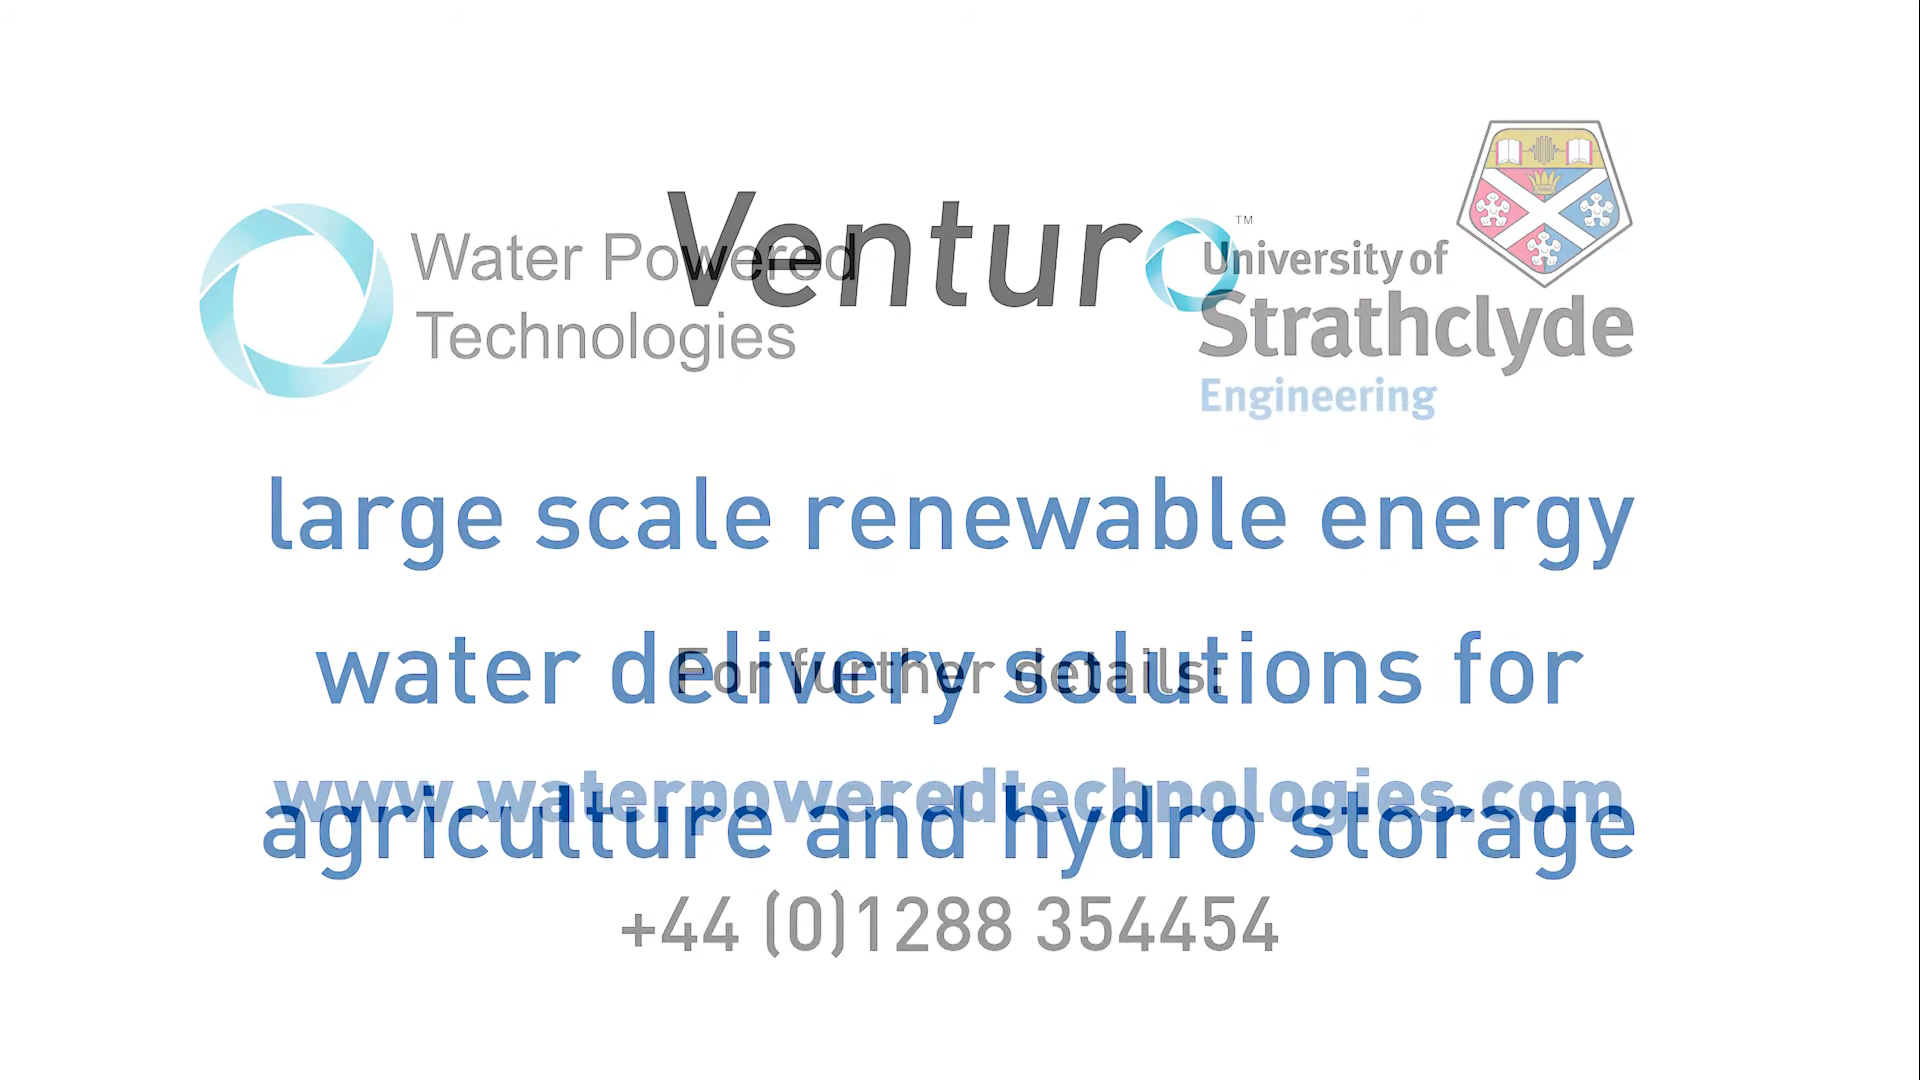 Venturo™
Water Powered
Technologies
University of
Strathclyde
Engineering
large scale renewable energy
water delivery solutions for
For further details:
www.waterpoweredtechnologies.com
agriculture and hydro storage
+44 (0)1288 354454